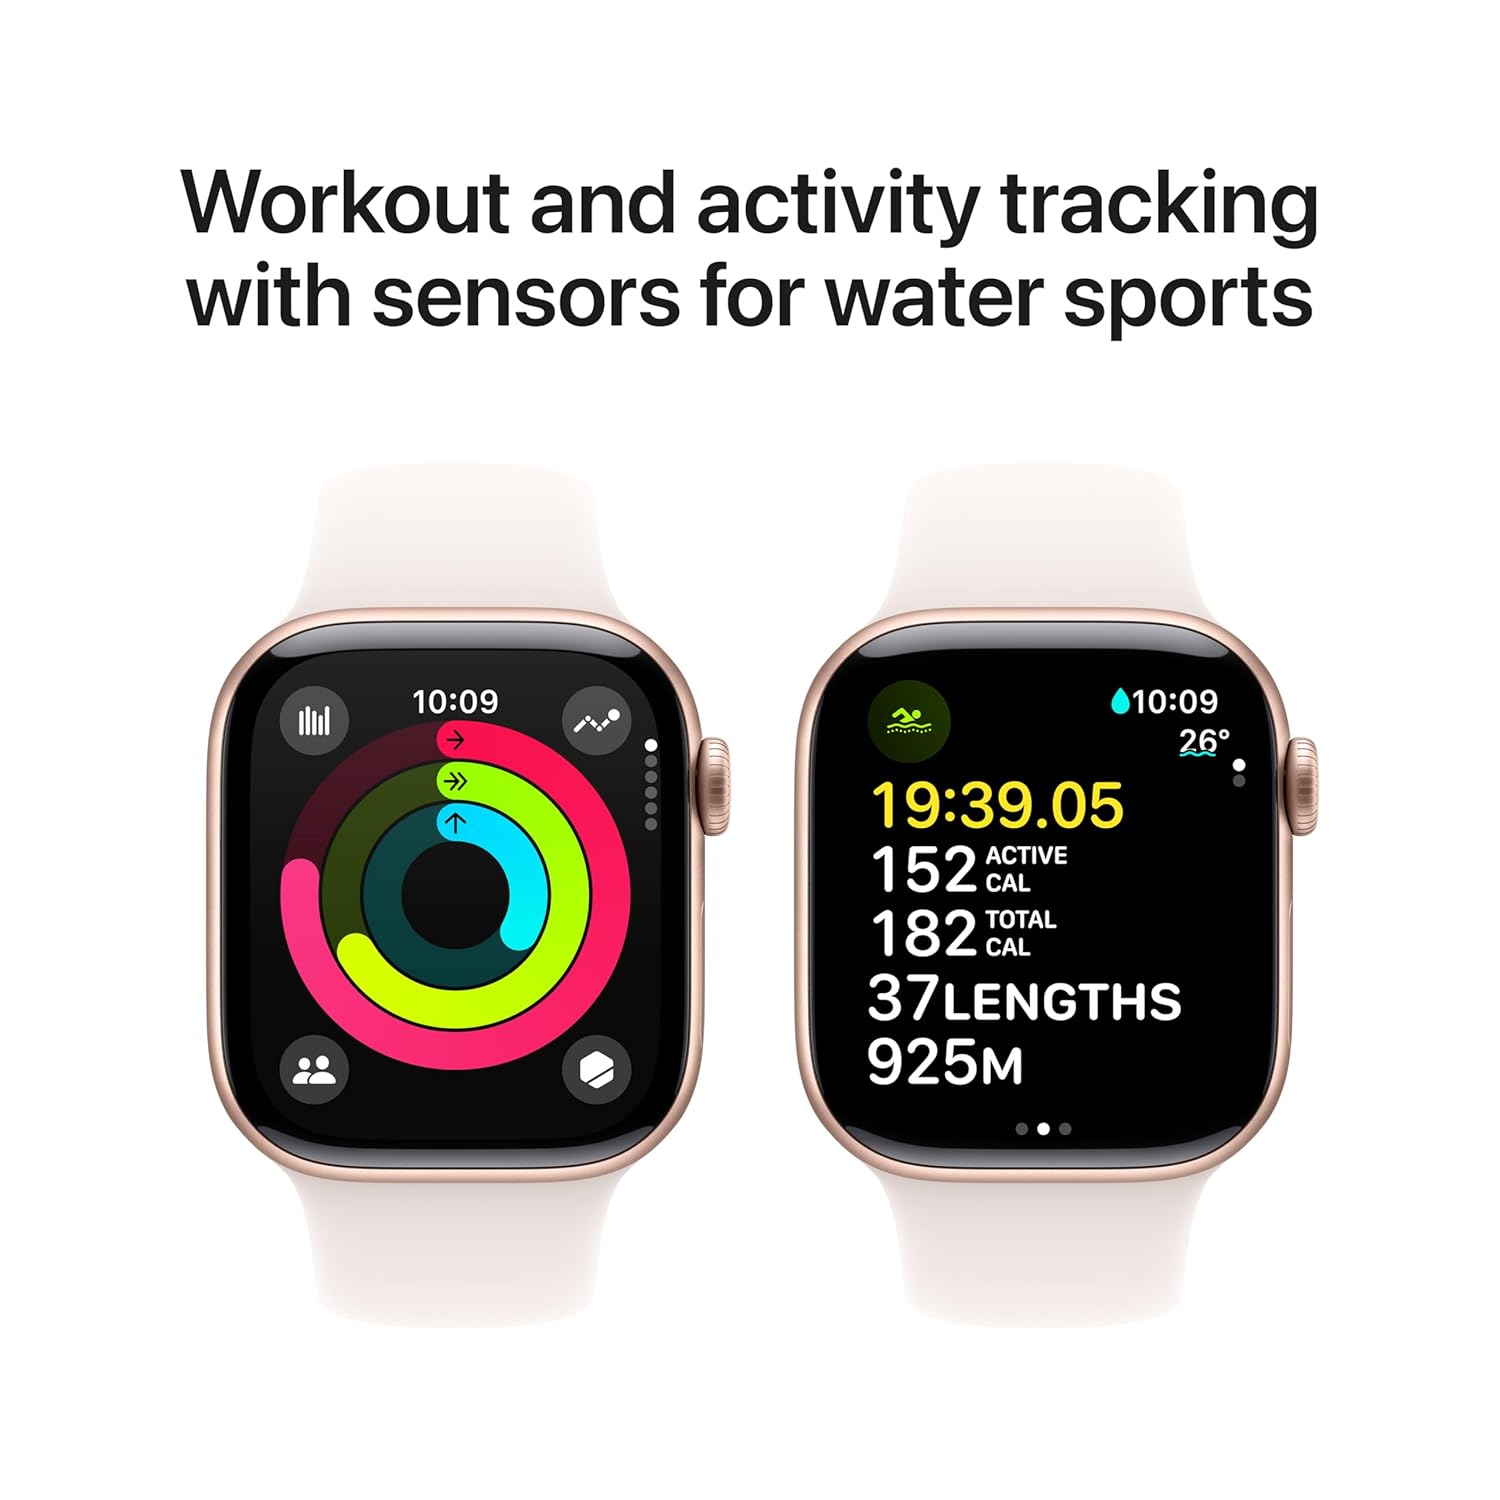 Workout and activity tracking
with sensors for water sports
10:09
10:09
26°
19:39.05
152 ACTIVE
CAL
182 TOTAL
CAL
37LENGTHS
925M